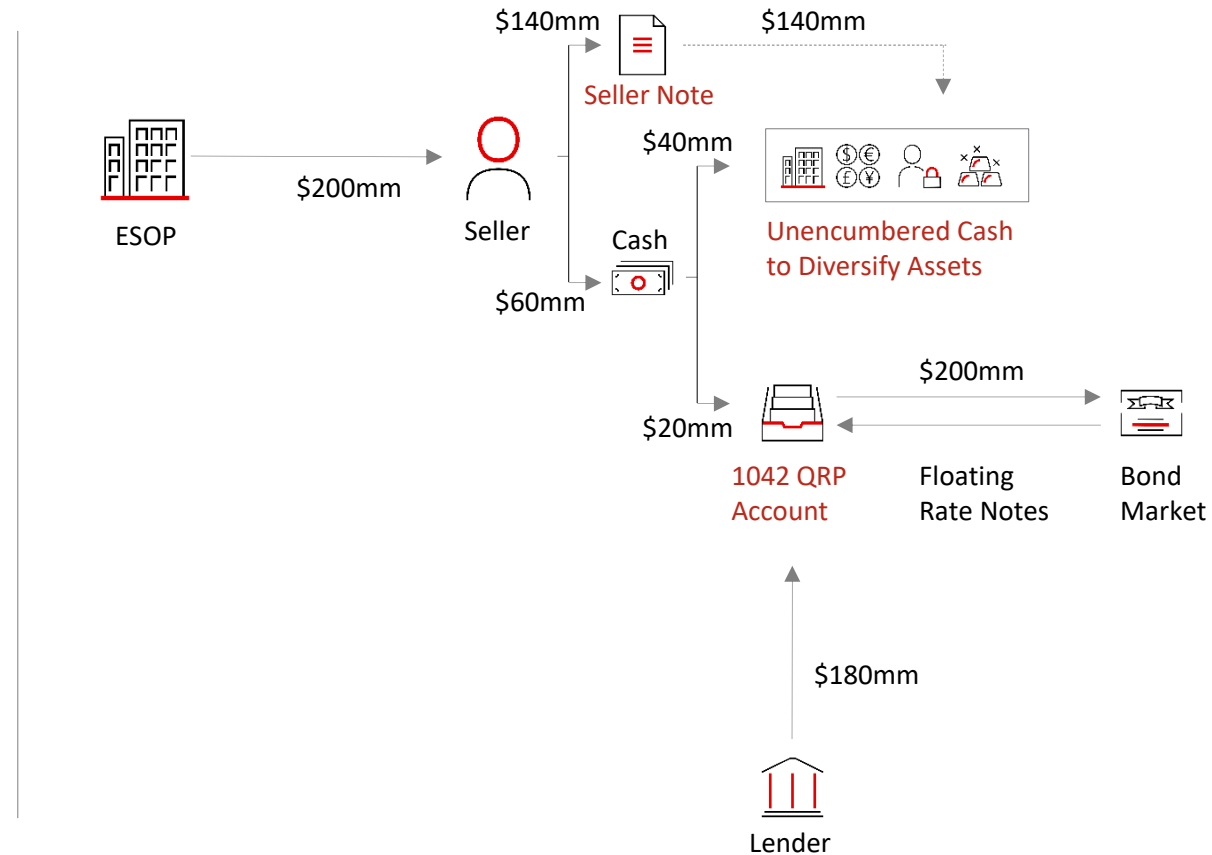 $140mm
$140mm
Seller Note
$40mm
$200mm
ESOP
Seller
Cash
$ €
£ ¥
Unencumbered Cash
to Diversify Assets
$60mm
$200mm
$20mm
1042 QRP
Account
Floating
Rate Notes
Bond
Market
$180mm
Lender